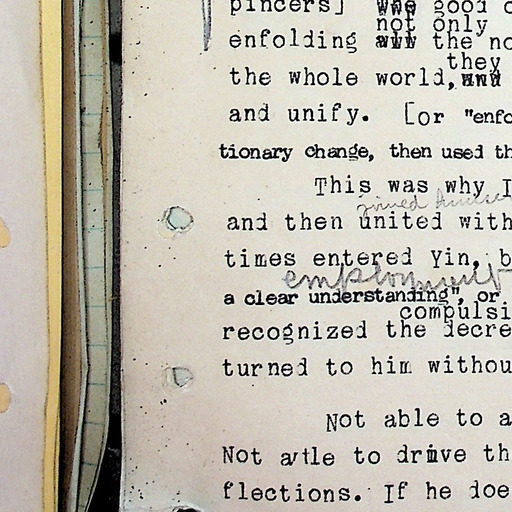 pincers] the good
not only
enfolding all the no
they
the whole world, and
and unify. [or "enfo
tionary change, then used th
This was why I
joined
and then united with
times entered Yin, b
employment
a clear understanding", or
compulsi
recognized the decre
turned to him withou
Not able to a
Not able to drive th
flections. If he doe